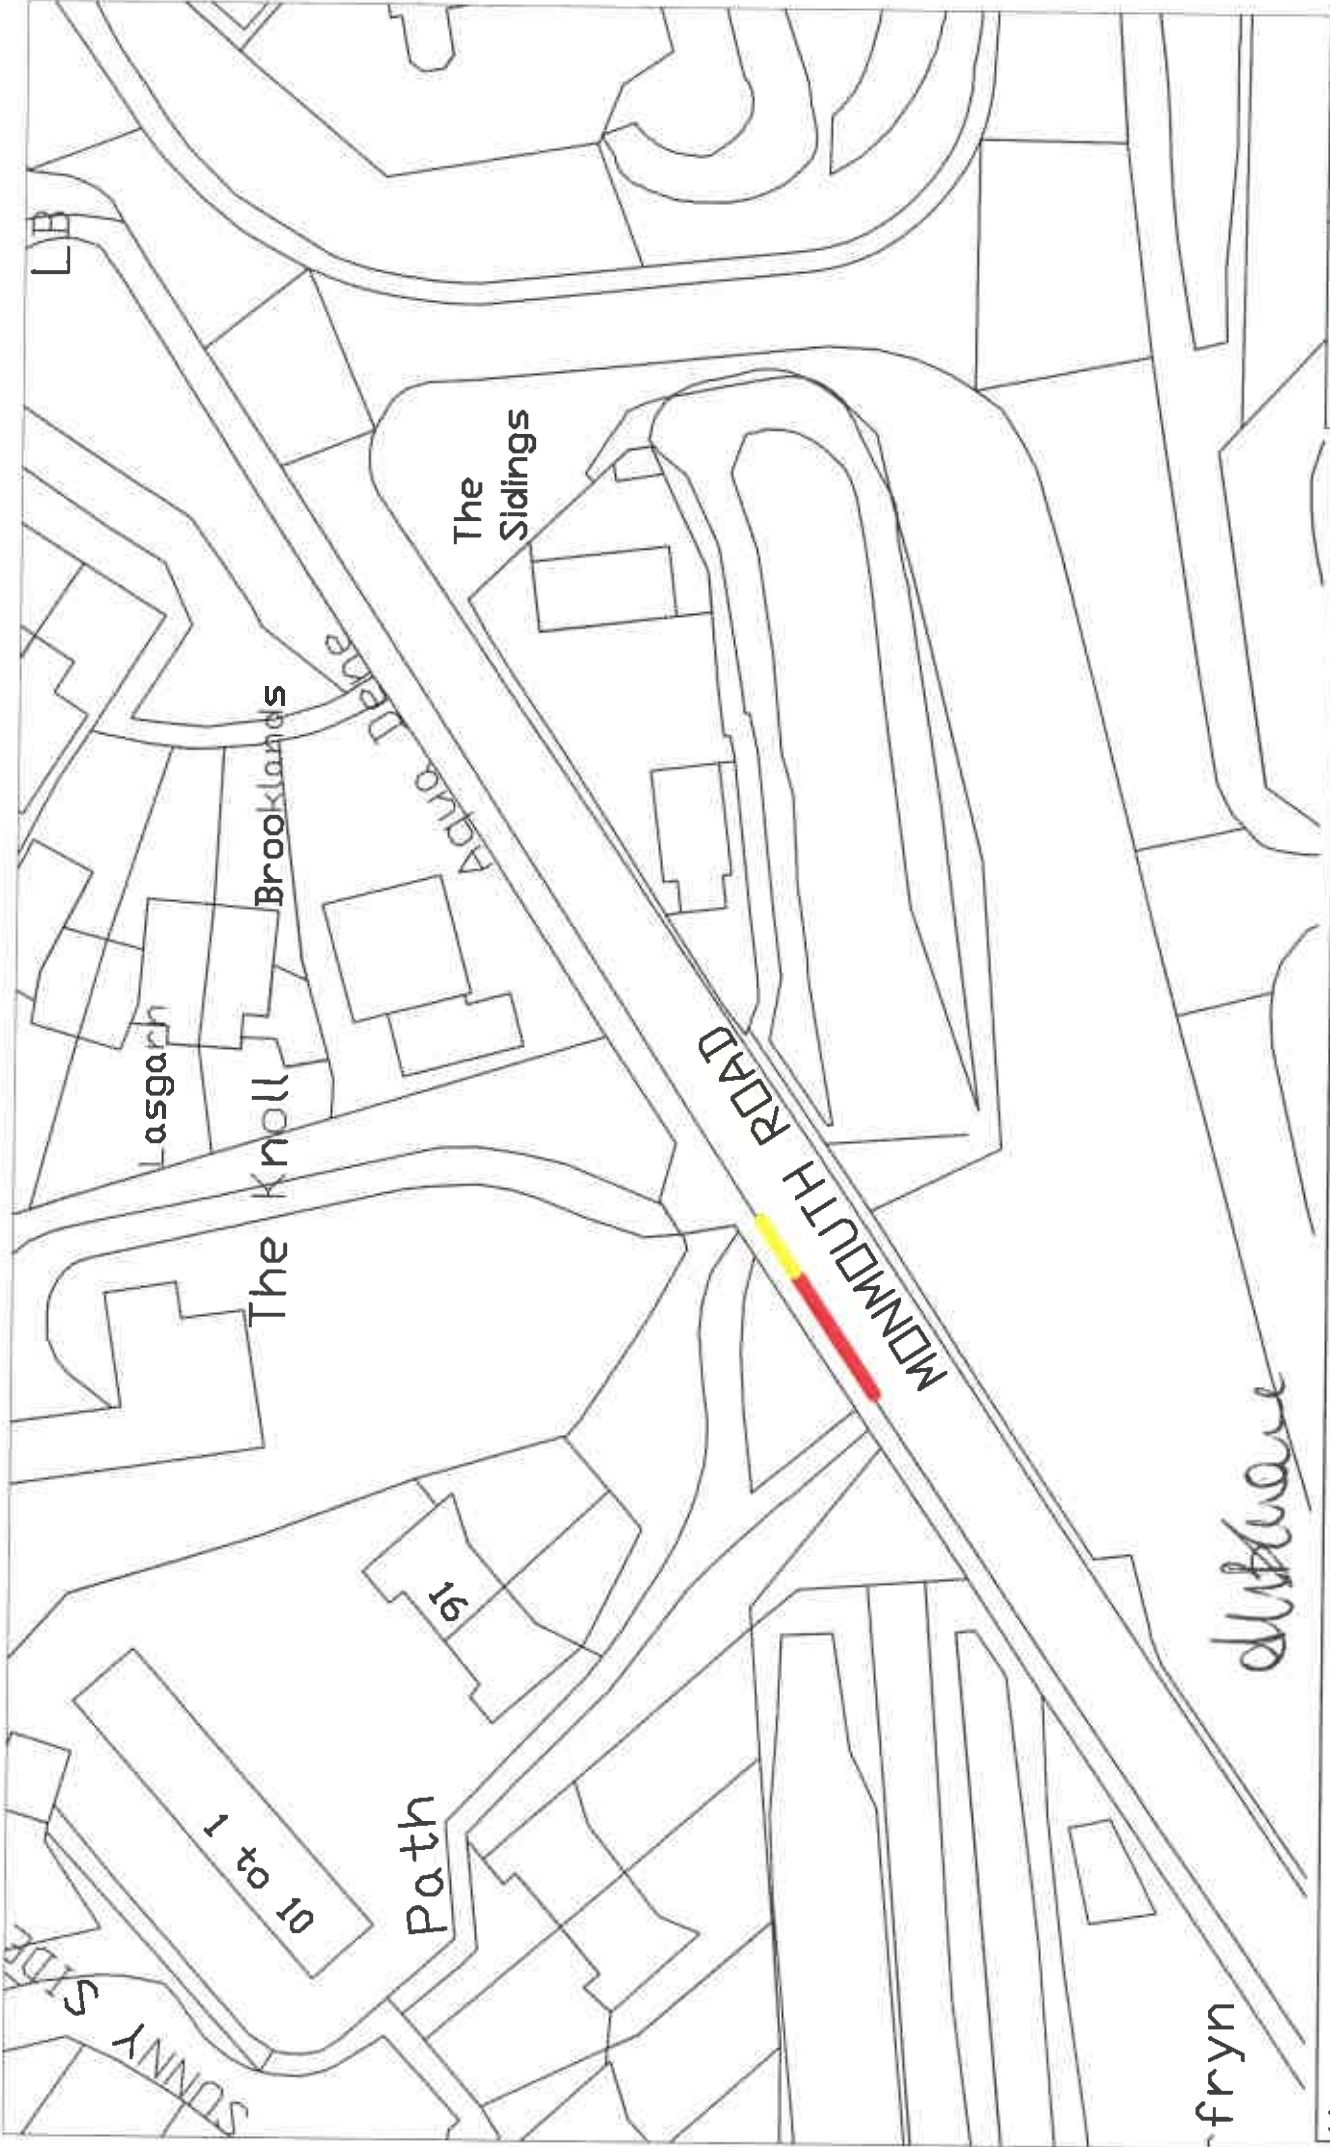 LB
The
Sidings
Aqua Dene
Brooklands
Lasgarn
The Knoll
MONMOUTH ROAD
16
1 to 10
Path
SUNNY SIDE
fryn